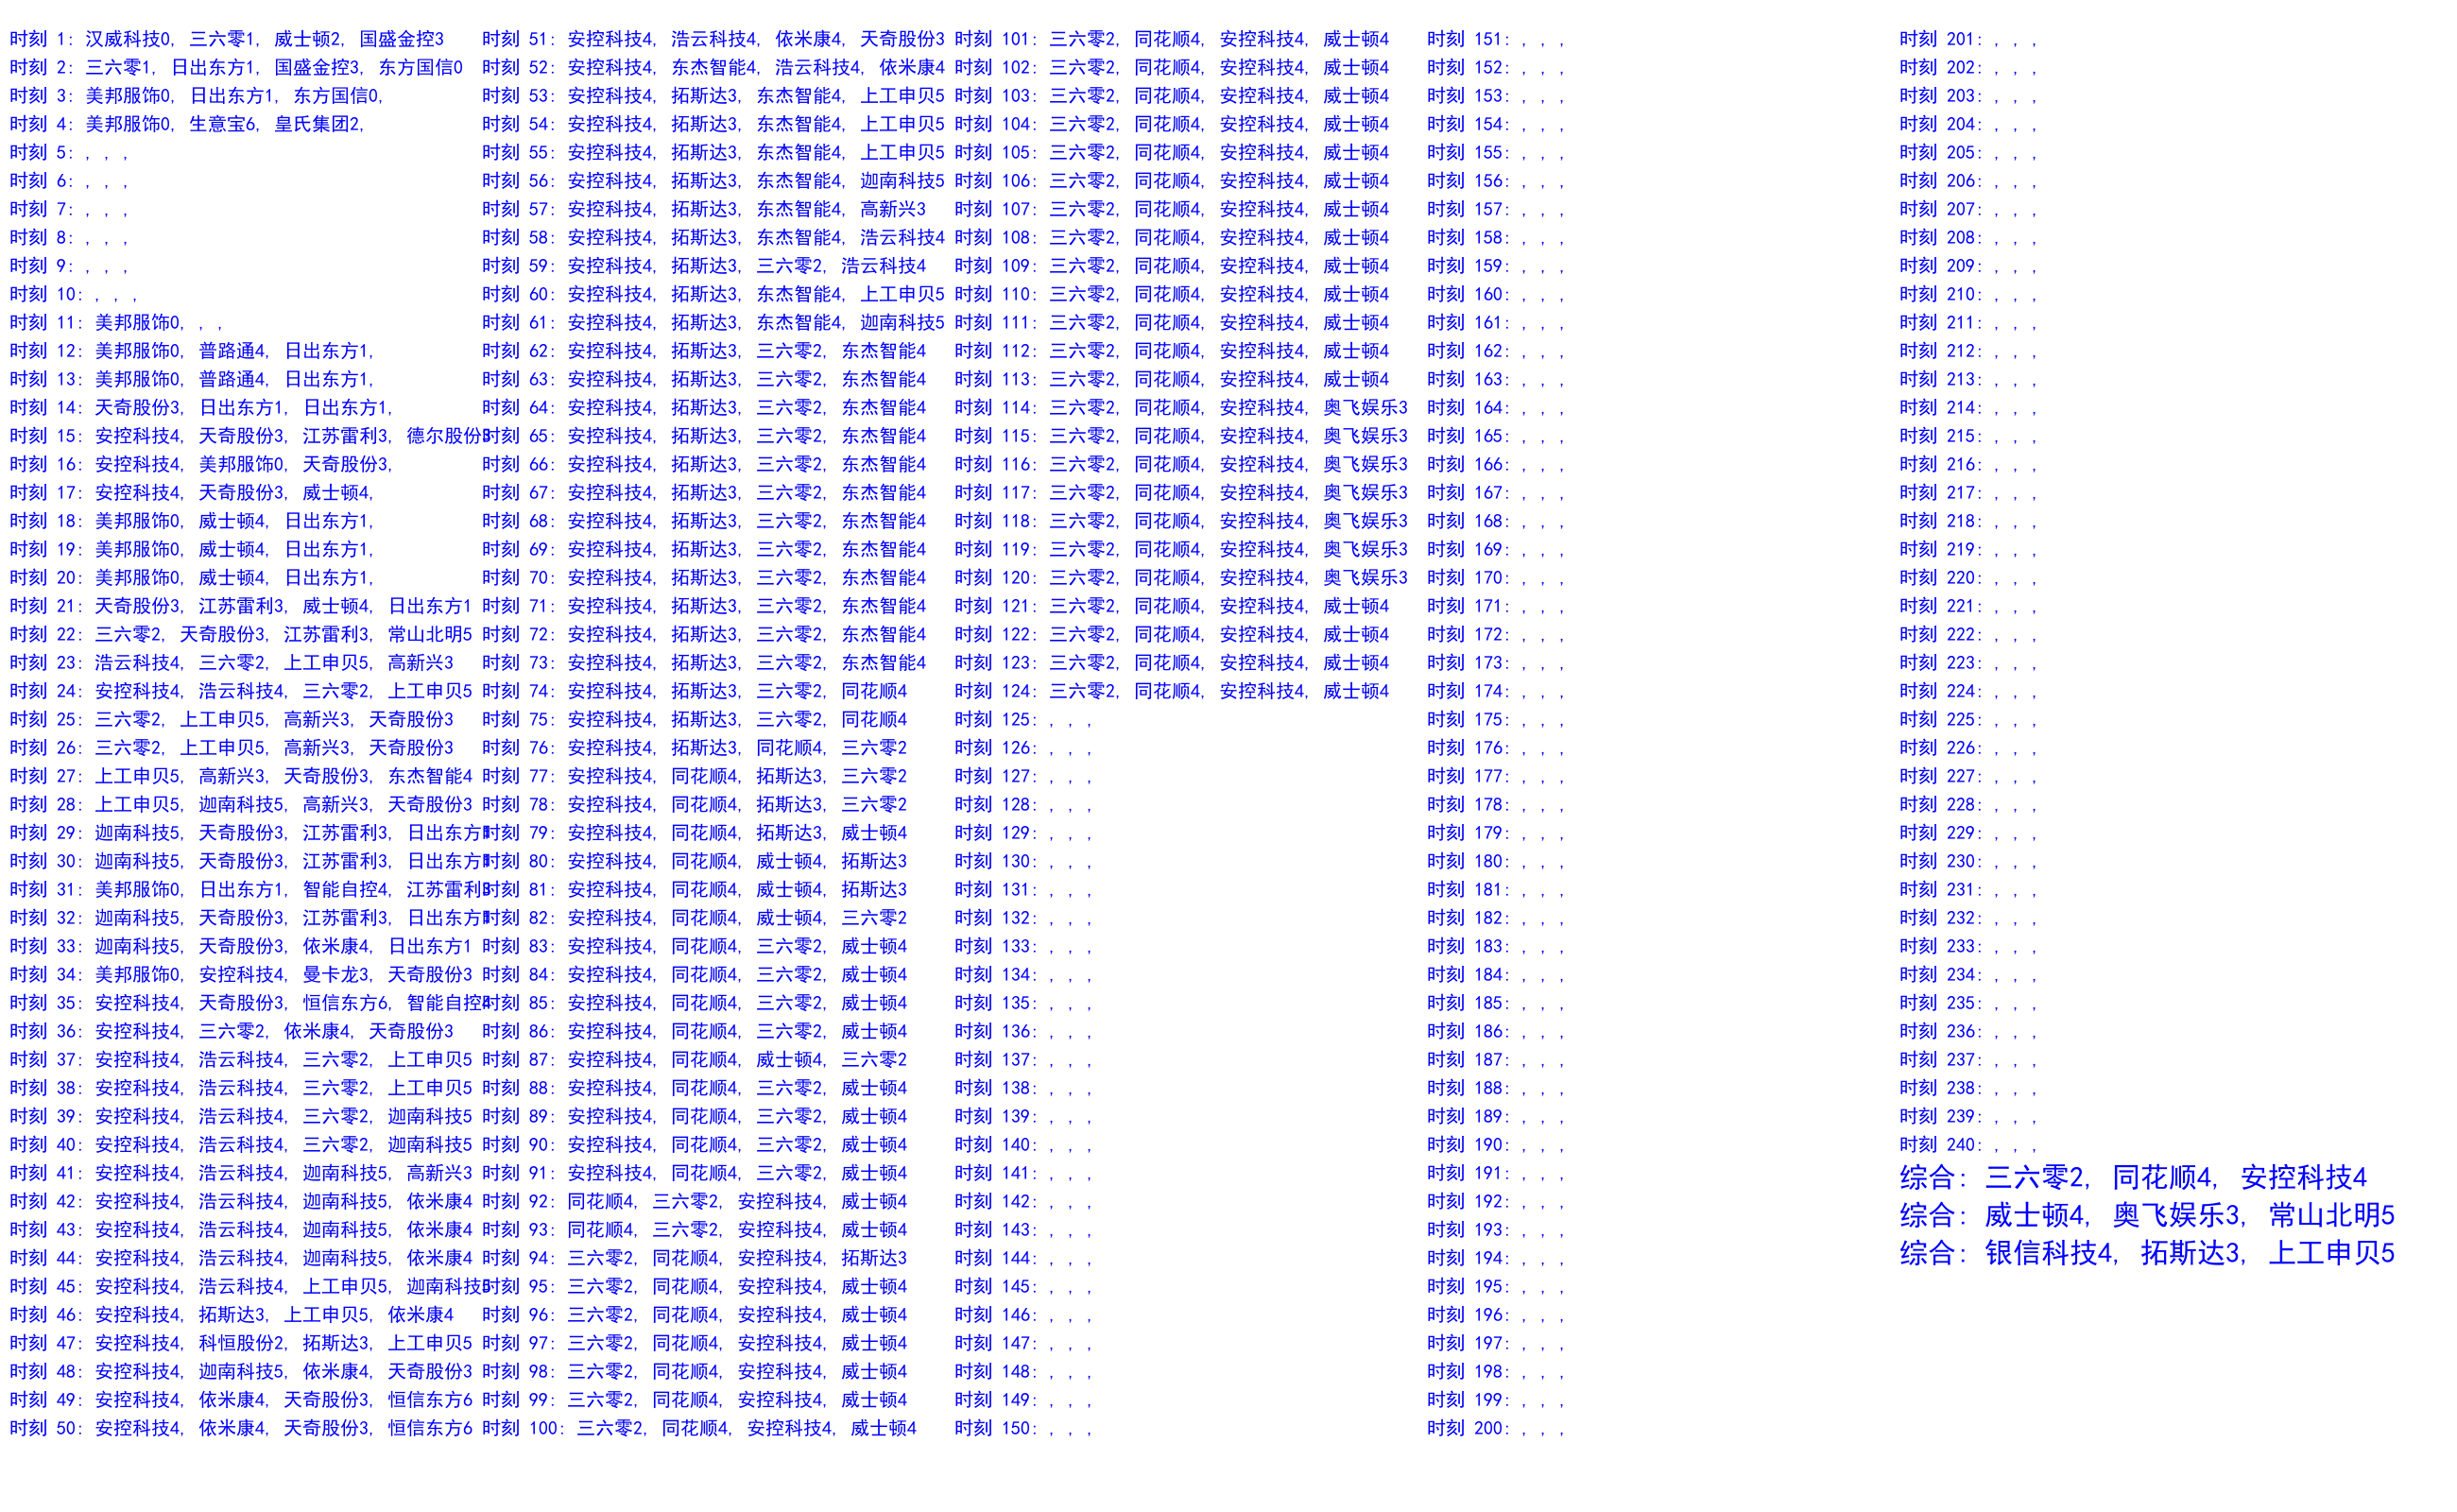 时刻 1: 汉威科技0, 三六零1, 威士顿2, 国盛金控3
时刻 2: 三六零1, 日出东方1, 国盛金控3, 东方国信0
时刻 3: 美邦服饰0, 日出东方1, 东方国信0,
时刻 4: 美邦服饰0, 生意宝6, 皇氏集团2,
时刻 5: , , ,
时刻 6: , , ,
时刻 7: , , ,
时刻 8: , , ,
时刻 9: , , ,
时刻 10: , , ,
时刻 11: 美邦服饰0, , ,
时刻 12: 美邦服饰0, 普路通4, 日出东方1,
时刻 13: 美邦服饰0, 普路通4, 日出东方1,
时刻 14: 天奇股份3, 日出东方1, 日出东方1,
时刻 15: 安控科技4, 天奇股份3, 江苏雷利3, 德尔股份3
时刻 16: 安控科技4, 美邦服饰0, 天奇股份3,
时刻 17: 安控科技4, 天奇股份3, 威士顿4,
时刻 18: 美邦服饰0, 威士顿4, 日出东方1,
时刻 19: 美邦服饰0, 威士顿4, 日出东方1,
时刻 20: 美邦服饰0, 威士顿4, 日出东方1,
时刻 21: 天奇股份3, 江苏雷利3, 威士顿4, 日出东方1
时刻 22: 三六零2, 天奇股份3, 江苏雷利3, 常山北明5
时刻 23: 浩云科技4, 三六零2, 上工申贝5, 高新兴3
时刻 24: 安控科技4, 浩云科技4, 三六零2, 上工申贝5
时刻 25: 三六零2, 上工申贝5, 高新兴3, 天奇股份3
时刻 26: 三六零2, 上工申贝5, 高新兴3, 天奇股份3
时刻 27: 上工申贝5, 高新兴3, 天奇股份3, 东杰智能4
时刻 28: 上工申贝5, 迦南科技5, 高新兴3, 天奇股份3
时刻 29: 迦南科技5, 天奇股份3, 江苏雷利3, 日出东方1
时刻 30: 迦南科技5, 天奇股份3, 江苏雷利3, 日出东方1
时刻 31: 美邦服饰0, 日出东方1, 智能自控4, 江苏雷利3
时刻 32: 迦南科技5, 天奇股份3, 江苏雷利3, 日出东方1
时刻 33: 迦南科技5, 天奇股份3, 依米康4, 日出东方1
时刻 34: 美邦服饰0, 安控科技4, 曼卡龙3, 天奇股份3
时刻 35: 安控科技4, 天奇股份3, 恒信东方6, 智能自控4
时刻 36: 安控科技4, 三六零2, 依米康4, 天奇股份3
时刻 37: 安控科技4, 浩云科技4, 三六零2, 上工申贝5
时刻 38: 安控科技4, 浩云科技4, 三六零2, 上工申贝5
时刻 39: 安控科技4, 浩云科技4, 三六零2, 迦南科技5
时刻 40: 安控科技4, 浩云科技4, 三六零2, 迦南科技5
时刻 41: 安控科技4, 浩云科技4, 迦南科技5, 高新兴3
时刻 42: 安控科技4, 浩云科技4, 迦南科技5, 依米康4
时刻 43: 安控科技4, 浩云科技4, 迦南科技5, 依米康4
时刻 44: 安控科技4, 浩云科技4, 迦南科技5, 依米康4
时刻 45: 安控科技4, 浩云科技4, 上工申贝5, 迦南科技5
时刻 46: 安控科技4, 拓斯达3, 上工申贝5, 依米康4
时刻 47: 安控科技4, 科恒股份2, 拓斯达3, 上工申贝5
时刻 48: 安控科技4, 迦南科技5, 依米康4, 天奇股份3
时刻 49: 安控科技4, 依米康4, 天奇股份3, 恒信东方6
时刻 50: 安控科技4, 依米康4, 天奇股份3, 恒信东方6
时刻 51: 安控科技4, 浩云科技4, 依米康4, 天奇股份3
时刻 52: 安控科技4, 东杰智能4, 浩云科技4, 依米康4
时刻 53: 安控科技4, 拓斯达3, 东杰智能4, 上工申贝5
时刻 54: 安控科技4, 拓斯达3, 东杰智能4, 上工申贝5
时刻 55: 安控科技4, 拓斯达3, 东杰智能4, 上工申贝5
时刻 56: 安控科技4, 拓斯达3, 东杰智能4, 迦南科技5
时刻 57: 安控科技4, 拓斯达3, 东杰智能4, 高新兴3
时刻 58: 安控科技4, 拓斯达3, 东杰智能4, 浩云科技4
时刻 59: 安控科技4, 拓斯达3, 三六零2, 浩云科技4
时刻 60: 安控科技4, 拓斯达3, 东杰智能4, 上工申贝5
时刻 61: 安控科技4, 拓斯达3, 东杰智能4, 迦南科技5
时刻 62: 安控科技4, 拓斯达3, 三六零2, 东杰智能4
时刻 63: 安控科技4, 拓斯达3, 三六零2, 东杰智能4
时刻 64: 安控科技4, 拓斯达3, 三六零2, 东杰智能4
时刻 65: 安控科技4, 拓斯达3, 三六零2, 东杰智能4
时刻 66: 安控科技4, 拓斯达3, 三六零2, 东杰智能4
时刻 67: 安控科技4, 拓斯达3, 三六零2, 东杰智能4
时刻 68: 安控科技4, 拓斯达3, 三六零2, 东杰智能4
时刻 69: 安控科技4, 拓斯达3, 三六零2, 东杰智能4
时刻 70: 安控科技4, 拓斯达3, 三六零2, 东杰智能4
时刻 71: 安控科技4, 拓斯达3, 三六零2, 东杰智能4
时刻 72: 安控科技4, 拓斯达3, 三六零2, 东杰智能4
时刻 73: 安控科技4, 拓斯达3, 三六零2, 东杰智能4
时刻 74: 安控科技4, 拓斯达3, 三六零2, 同花顺4
时刻 75: 安控科技4, 拓斯达3, 三六零2, 同花顺4
时刻 76: 安控科技4, 拓斯达3, 同花顺4, 三六零2
时刻 77: 安控科技4, 同花顺4, 拓斯达3, 三六零2
时刻 78: 安控科技4, 同花顺4, 拓斯达3, 三六零2
时刻 79: 安控科技4, 同花顺4, 拓斯达3, 威士顿4
时刻 80: 安控科技4, 同花顺4, 威士顿4, 拓斯达3
时刻 81: 安控科技4, 同花顺4, 威士顿4, 拓斯达3
时刻 82: 安控科技4, 同花顺4, 威士顿4, 三六零2
时刻 83: 安控科技4, 同花顺4, 三六零2, 威士顿4
时刻 84: 安控科技4, 同花顺4, 三六零2, 威士顿4
时刻 85: 安控科技4, 同花顺4, 三六零2, 威士顿4
时刻 86: 安控科技4, 同花顺4, 三六零2, 威士顿4
时刻 87: 安控科技4, 同花顺4, 威士顿4, 三六零2
时刻 88: 安控科技4, 同花顺4, 三六零2, 威士顿4
时刻 89: 安控科技4, 同花顺4, 三六零2, 威士顿4
时刻 90: 安控科技4, 同花顺4, 三六零2, 威士顿4
时刻 91: 安控科技4, 同花顺4, 三六零2, 威士顿4
时刻 92: 同花顺4, 三六零2, 安控科技4, 威士顿4
时刻 93: 同花顺4, 三六零2, 安控科技4, 威士顿4
时刻 94: 三六零2, 同花顺4, 安控科技4, 拓斯达3
时刻 95: 三六零2, 同花顺4, 安控科技4, 威士顿4
时刻 96: 三六零2, 同花顺4, 安控科技4, 威士顿4
时刻 97: 三六零2, 同花顺4, 安控科技4, 威士顿4
时刻 98: 三六零2, 同花顺4, 安控科技4, 威士顿4
时刻 99: 三六零2, 同花顺4, 安控科技4, 威士顿4
时刻 100: 三六零2, 同花顺4, 安控科技4, 威士顿4
时刻 101: 三六零2, 同花顺4, 安控科技4, 威士顿4
时刻 102: 三六零2, 同花顺4, 安控科技4, 威士顿4
时刻 103: 三六零2, 同花顺4, 安控科技4, 威士顿4
时刻 104: 三六零2, 同花顺4, 安控科技4, 威士顿4
时刻 105: 三六零2, 同花顺4, 安控科技4, 威士顿4
时刻 106: 三六零2, 同花顺4, 安控科技4, 威士顿4
时刻 107: 三六零2, 同花顺4, 安控科技4, 威士顿4
时刻 108: 三六零2, 同花顺4, 安控科技4, 威士顿4
时刻 109: 三六零2, 同花顺4, 安控科技4, 威士顿4
时刻 110: 三六零2, 同花顺4, 安控科技4, 威士顿4
时刻 111: 三六零2, 同花顺4, 安控科技4, 威士顿4
时刻 112: 三六零2, 同花顺4, 安控科技4, 威士顿4
时刻 113: 三六零2, 同花顺4, 安控科技4, 威士顿4
时刻 114: 三六零2, 同花顺4, 安控科技4, 奥飞娱乐3
时刻 115: 三六零2, 同花顺4, 安控科技4, 奥飞娱乐3
时刻 116: 三六零2, 同花顺4, 安控科技4, 奥飞娱乐3
时刻 117: 三六零2, 同花顺4, 安控科技4, 奥飞娱乐3
时刻 118: 三六零2, 同花顺4, 安控科技4, 奥飞娱乐3
时刻 119: 三六零2, 同花顺4, 安控科技4, 奥飞娱乐3
时刻 120: 三六零2, 同花顺4, 安控科技4, 奥飞娱乐3
时刻 121: 三六零2, 同花顺4, 安控科技4, 威士顿4
时刻 122: 三六零2, 同花顺4, 安控科技4, 威士顿4
时刻 123: 三六零2, 同花顺4, 安控科技4, 威士顿4
时刻 124: 三六零2, 同花顺4, 安控科技4, 威士顿4
时刻 125: , , ,
时刻 126: , , ,
时刻 127: , , ,
时刻 128: , , ,
时刻 129: , , ,
时刻 130: , , ,
时刻 131: , , ,
时刻 132: , , ,
时刻 133: , , ,
时刻 134: , , ,
时刻 135: , , ,
时刻 136: , , ,
时刻 137: , , ,
时刻 138: , , ,
时刻 139: , , ,
时刻 140: , , ,
时刻 141: , , ,
时刻 142: , , ,
时刻 143: , , ,
时刻 144: , , ,
时刻 145: , , ,
时刻 146: , , ,
时刻 147: , , ,
时刻 148: , , ,
时刻 149: , , ,
时刻 150: , , ,
时刻 151: , , ,
时刻 152: , , ,
时刻 153: , , ,
时刻 154: , , ,
时刻 155: , , ,
时刻 156: , , ,
时刻 157: , , ,
时刻 158: , , ,
时刻 159: , , ,
时刻 160: , , ,
时刻 161: , , ,
时刻 162: , , ,
时刻 163: , , ,
时刻 164: , , ,
时刻 165: , , ,
时刻 166: , , ,
时刻 167: , , ,
时刻 168: , , ,
时刻 169: , , ,
时刻 170: , , ,
时刻 171: , , ,
时刻 172: , , ,
时刻 173: , , ,
时刻 174: , , ,
时刻 175: , , ,
时刻 176: , , ,
时刻 177: , , ,
时刻 178: , , ,
时刻 179: , , ,
时刻 180: , , ,
时刻 181: , , ,
时刻 182: , , ,
时刻 183: , , ,
时刻 184: , , ,
时刻 185: , , ,
时刻 186: , , ,
时刻 187: , , ,
时刻 188: , , ,
时刻 189: , , ,
时刻 190: , , ,
时刻 191: , , ,
时刻 192: , , ,
时刻 193: , , ,
时刻 194: , , ,
时刻 195: , , ,
时刻 196: , , ,
时刻 197: , , ,
时刻 198: , , ,
时刻 199: , , ,
时刻 200: , , ,
时刻 201: , , ,
时刻 202: , , ,
时刻 203: , , ,
时刻 204: , , ,
时刻 205: , , ,
时刻 206: , , ,
时刻 207: , , ,
时刻 208: , , ,
时刻 209: , , ,
时刻 210: , , ,
时刻 211: , , ,
时刻 212: , , ,
时刻 213: , , ,
时刻 214: , , ,
时刻 215: , , ,
时刻 216: , , ,
时刻 217: , , ,
时刻 218: , , ,
时刻 219: , , ,
时刻 220: , , ,
时刻 221: , , ,
时刻 222: , , ,
时刻 223: , , ,
时刻 224: , , ,
时刻 225: , , ,
时刻 226: , , ,
时刻 227: , , ,
时刻 228: , , ,
时刻 229: , , ,
时刻 230: , , ,
时刻 231: , , ,
时刻 232: , , ,
时刻 233: , , ,
时刻 234: , , ,
时刻 235: , , ,
时刻 236: , , ,
时刻 237: , , ,
时刻 238: , , ,
时刻 239: , , ,
时刻 240: , , ,
综合: 三六零2, 同花顺4, 安控科技4
综合: 威士顿4, 奥飞娱乐3, 常山北明5
综合: 银信科技4, 拓斯达3, 上工申贝5